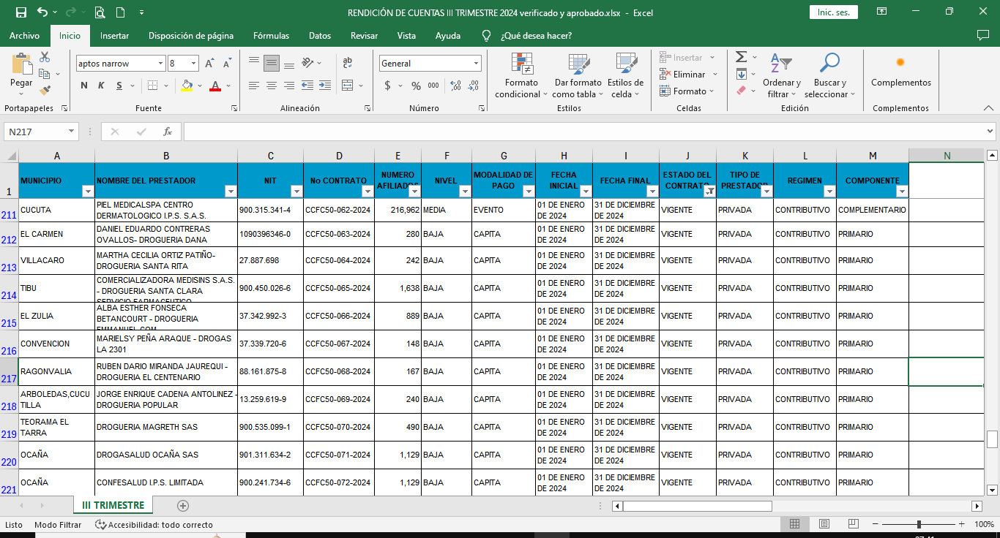 RENDICIÓN DE CUENTAS III TRIMESTRE 2024 verificado y aprobado.xlsx - Excel
Inic. ses.
Archivo Inicio Insertar Disposición de página Fórmulas Datos Revisar Vista Ayuda ¿Qué desea hacer?
Pegar
Portapapeles
aptos narrow 8
N K S
Fuente
Alineación
General
$ % 000
Número
Formato condicional
Dar formato como tabla
Estilos de celda
Estilos
Insertar
Eliminar
Formato
Celdas
Ordenar y filtrar
Buscar y seleccionar
Edición
Complementos
Complementos
N217 fx
A B C D E F G H I J K L M N
1 MUNICIPIO NOMBRE DEL PRESTADOR NIT No CONTRATO NUMERO AFILIADOS NIVEL MODALIDAD DE PAGO FECHA INICIAL FECHA FINAL ESTADO DEL CONTRATO TIPO DE PRESTADOR REGIMEN COMPONENTE
211 CUCUTA PIEL MEDICALSPA CENTRO DERMATOLOGICO I.P.S. S.A.S. 900.315.341-4 CCFC50-062-2024 216,962 MEDIA EVENTO 01 DE ENERO DE 2024 31 DE DICIEMBRE DE 2024 VIGENTE PRIVADA CONTRIBUTIVO COMPLEMENTARIO
212 EL CARMEN DANIEL EDUARDO CONTRERAS OVALLOS- DROGUERIA DANA 1090396346-0 CCFC50-063-2024 280 BAJA CAPITA 01 DE ENERO DE 2024 31 DE DICIEMBRE DE 2024 VIGENTE PRIVADA CONTRIBUTIVO PRIMARIO
213 VILLACARO MARTHA CECILIA ORTIZ PATIÑO- DROGUERIA SANTA RITA 27.887.698 CCFC50-064-2024 242 BAJA CAPITA 01 DE ENERO DE 2024 31 DE DICIEMBRE DE 2024 VIGENTE PRIVADA CONTRIBUTIVO PRIMARIO
214 TIBU COMERCIALIZADORA MEDISINS S.A.S. - DROGUERIA SANTA CLARA SERVICIO FARMACEUTICO 900.450.026-6 CCFC50-065-2024 1,638 BAJA CAPITA 01 DE ENERO DE 2024 31 DE DICIEMBRE DE 2024 VIGENTE PRIVADA CONTRIBUTIVO PRIMARIO
215 EL ZULIA ALBA ESTHER FONSECA BETANCOURT - DROGUERIA EMMANUEL.COM 37.342.992-3 CCFC50-066-2024 889 BAJA CAPITA 01 DE ENERO DE 2024 31 DE DICIEMBRE DE 2024 VIGENTE PRIVADA CONTRIBUTIVO PRIMARIO
216 CONVENCION MARIELSY PEÑA ARAQUE - DROGAS LA 2301 37.339.720-6 CCFC50-067-2024 148 BAJA CAPITA 01 DE ENERO DE 2024 31 DE DICIEMBRE DE 2024 VIGENTE PRIVADA CONTRIBUTIVO PRIMARIO
217 RAGONVALIA RUBEN DARIO MIRANDA JAUREQUI - DROGUERIA EL CENTENARIO 88.161.875-8 CCFC50-068-2024 167 BAJA CAPITA 01 DE ENERO DE 2024 31 DE DICIEMBRE DE 2024 VIGENTE PRIVADA CONTRIBUTIVO PRIMARIO
218 ARBOLEDAS,CUCUTILLA JORGE ENRIQUE CADENA ANTOLINEZ - DROGUERIA POPULAR 13.259.619-9 CCFC50-069-2024 240 BAJA CAPITA 01 DE ENERO DE 2024 31 DE DICIEMBRE DE 2024 VIGENTE PRIVADA CONTRIBUTIVO PRIMARIO
219 TEORAMA EL TARRA DROGUERIA MAGRETH SAS 900.535.099-1 CCFC50-070-2024 490 BAJA CAPITA 01 DE ENERO DE 2024 31 DE DICIEMBRE DE 2024 VIGENTE PRIVADA CONTRIBUTIVO PRIMARIO
220 OCAÑA DROGASALUD OCAÑA SAS 901.311.634-2 CCFC50-071-2024 1,129 BAJA CAPITA 01 DE ENERO DE 2024 31 DE DICIEMBRE DE 2024 VIGENTE PRIVADA CONTRIBUTIVO PRIMARIO
221 OCAÑA CONFESALUD I.P.S. LIMITADA 900.241.734-6 CCFC50-072-2024 1,129 BAJA CAPITA 01 DE ENERO DE 2024 31 DE DICIEMBRE DE 2024 VIGENTE PRIVADA CONTRIBUTIVO PRIMARIO
III TRIMESTRE
Listo Modo Filtrar Accesibilidad: todo correcto 100%